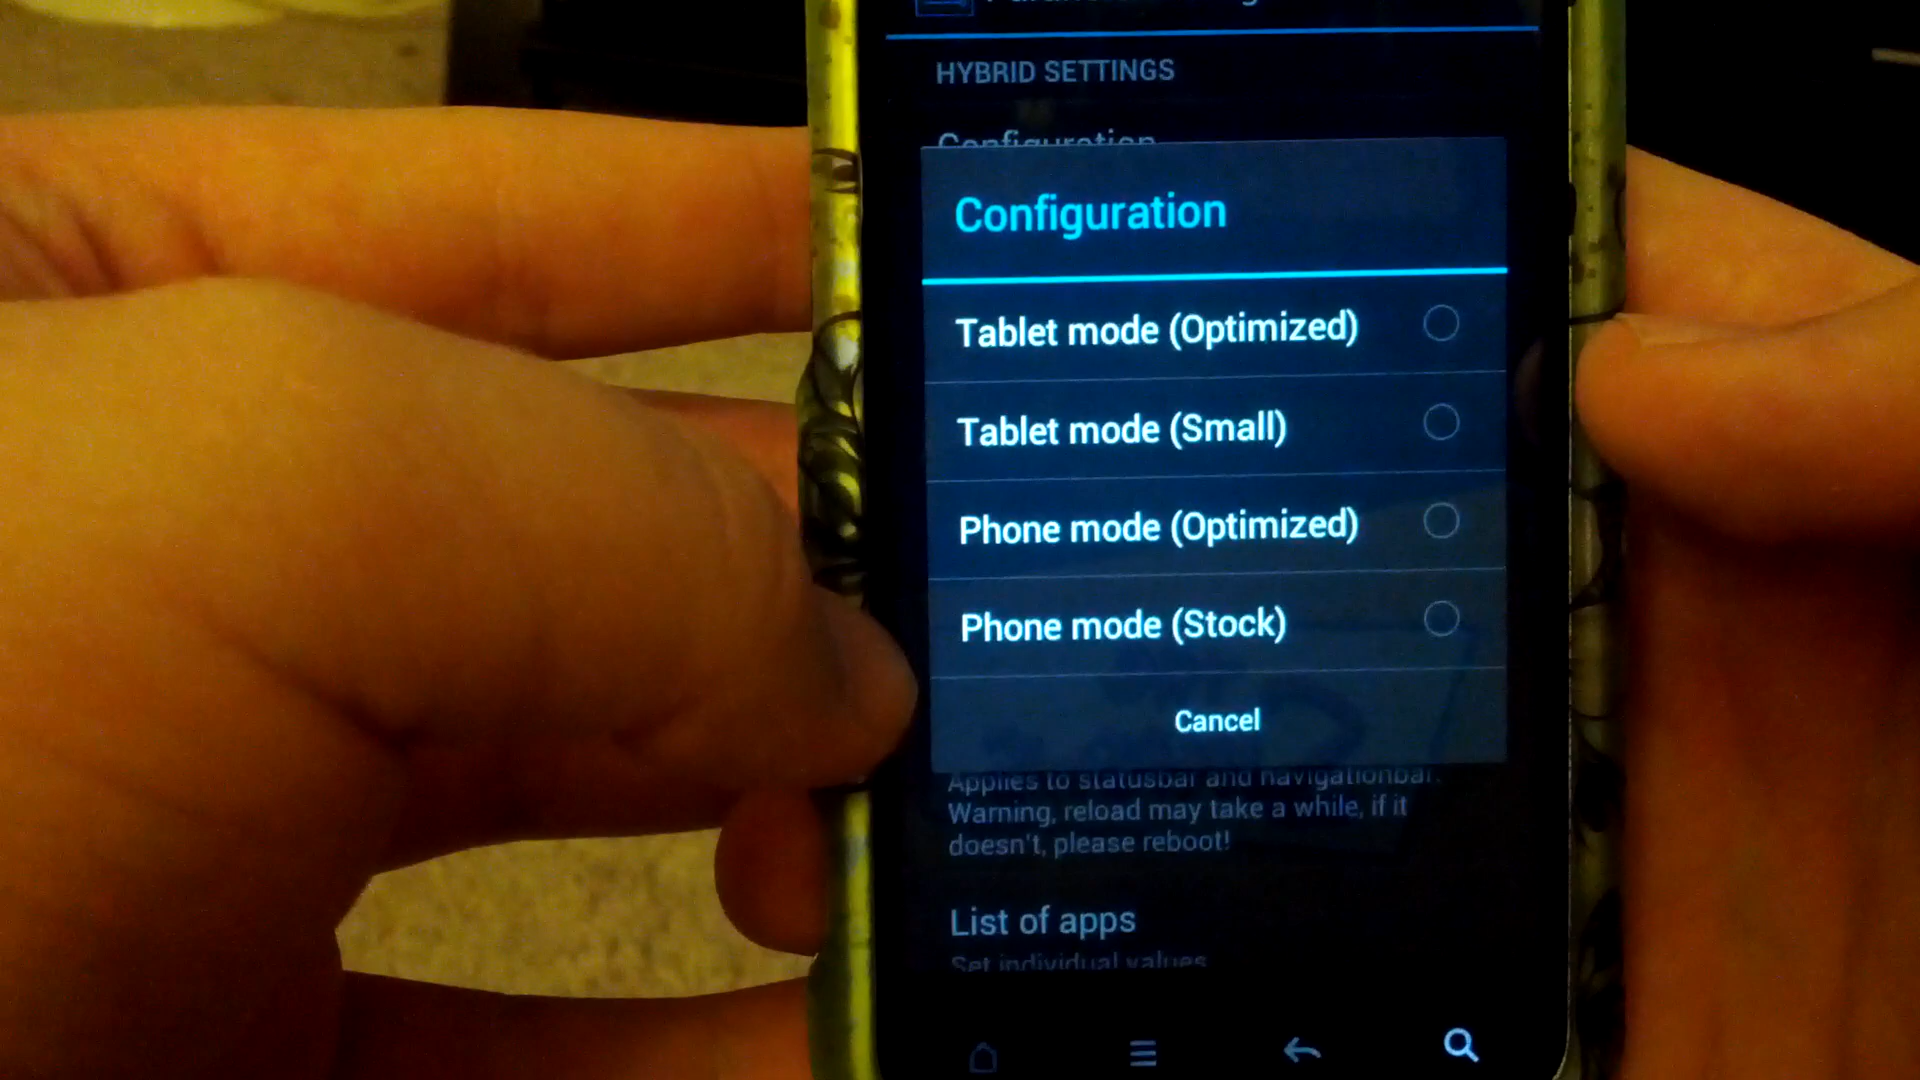 HYBRID SETTINGS
Configuration
Configuration
Tablet mode (Optimized)
Tablet mode (Small)
Phone mode (Optimized)
Phone mode (Stock)
Cancel
Applies to statusbar and navigationbar.
Warning, reload may take a while, if it
doesn't, please reboot!
List of apps
Set individual values